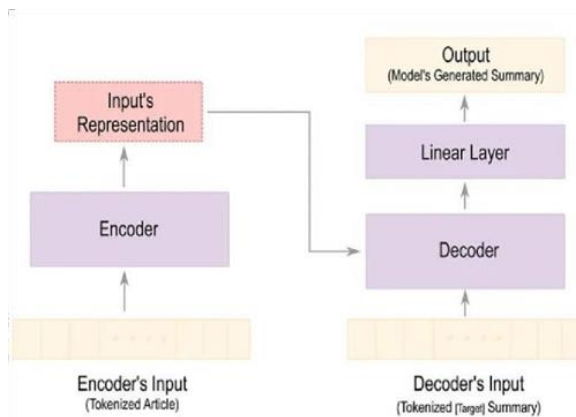 Input's
Representation
Encoder
Encoder's Input
(Tokenized Article)
Output
(Model's Generated Summary)
Linear Layer
Decoder
Decoder's Input
(Tokenized [Target] Summary)